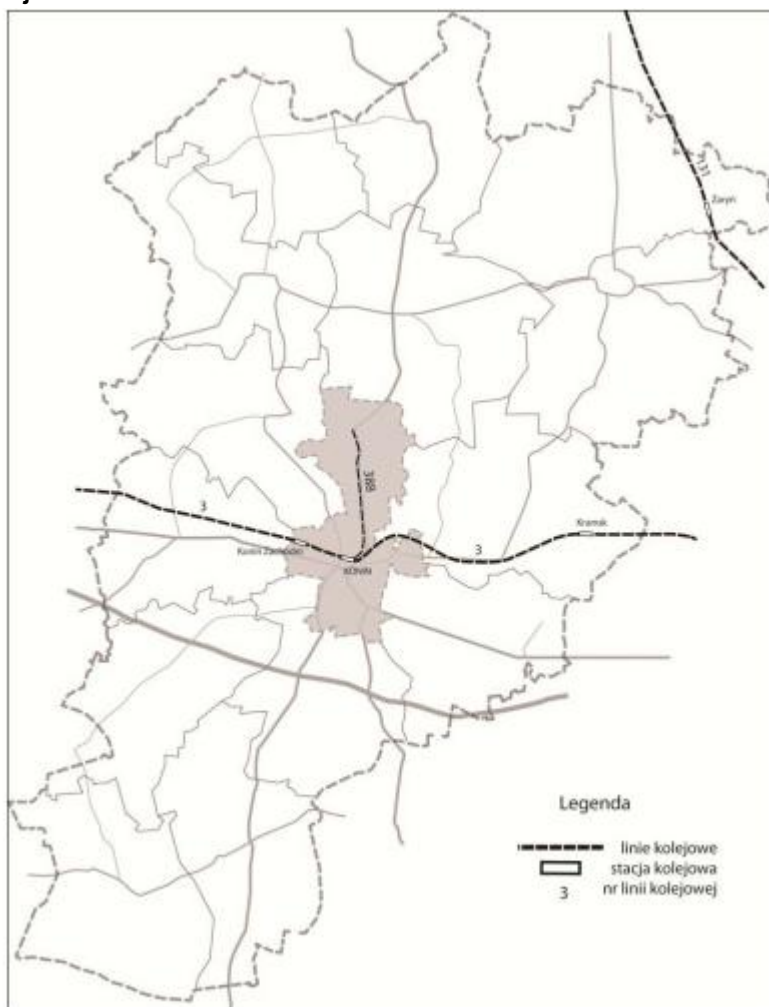 131
Zaryń
3
388
Kramsk
Konin Zachodni
KONIN
3
Legenda
linie kolejowe
stacja kolejowa
3 nr linii kolejowej